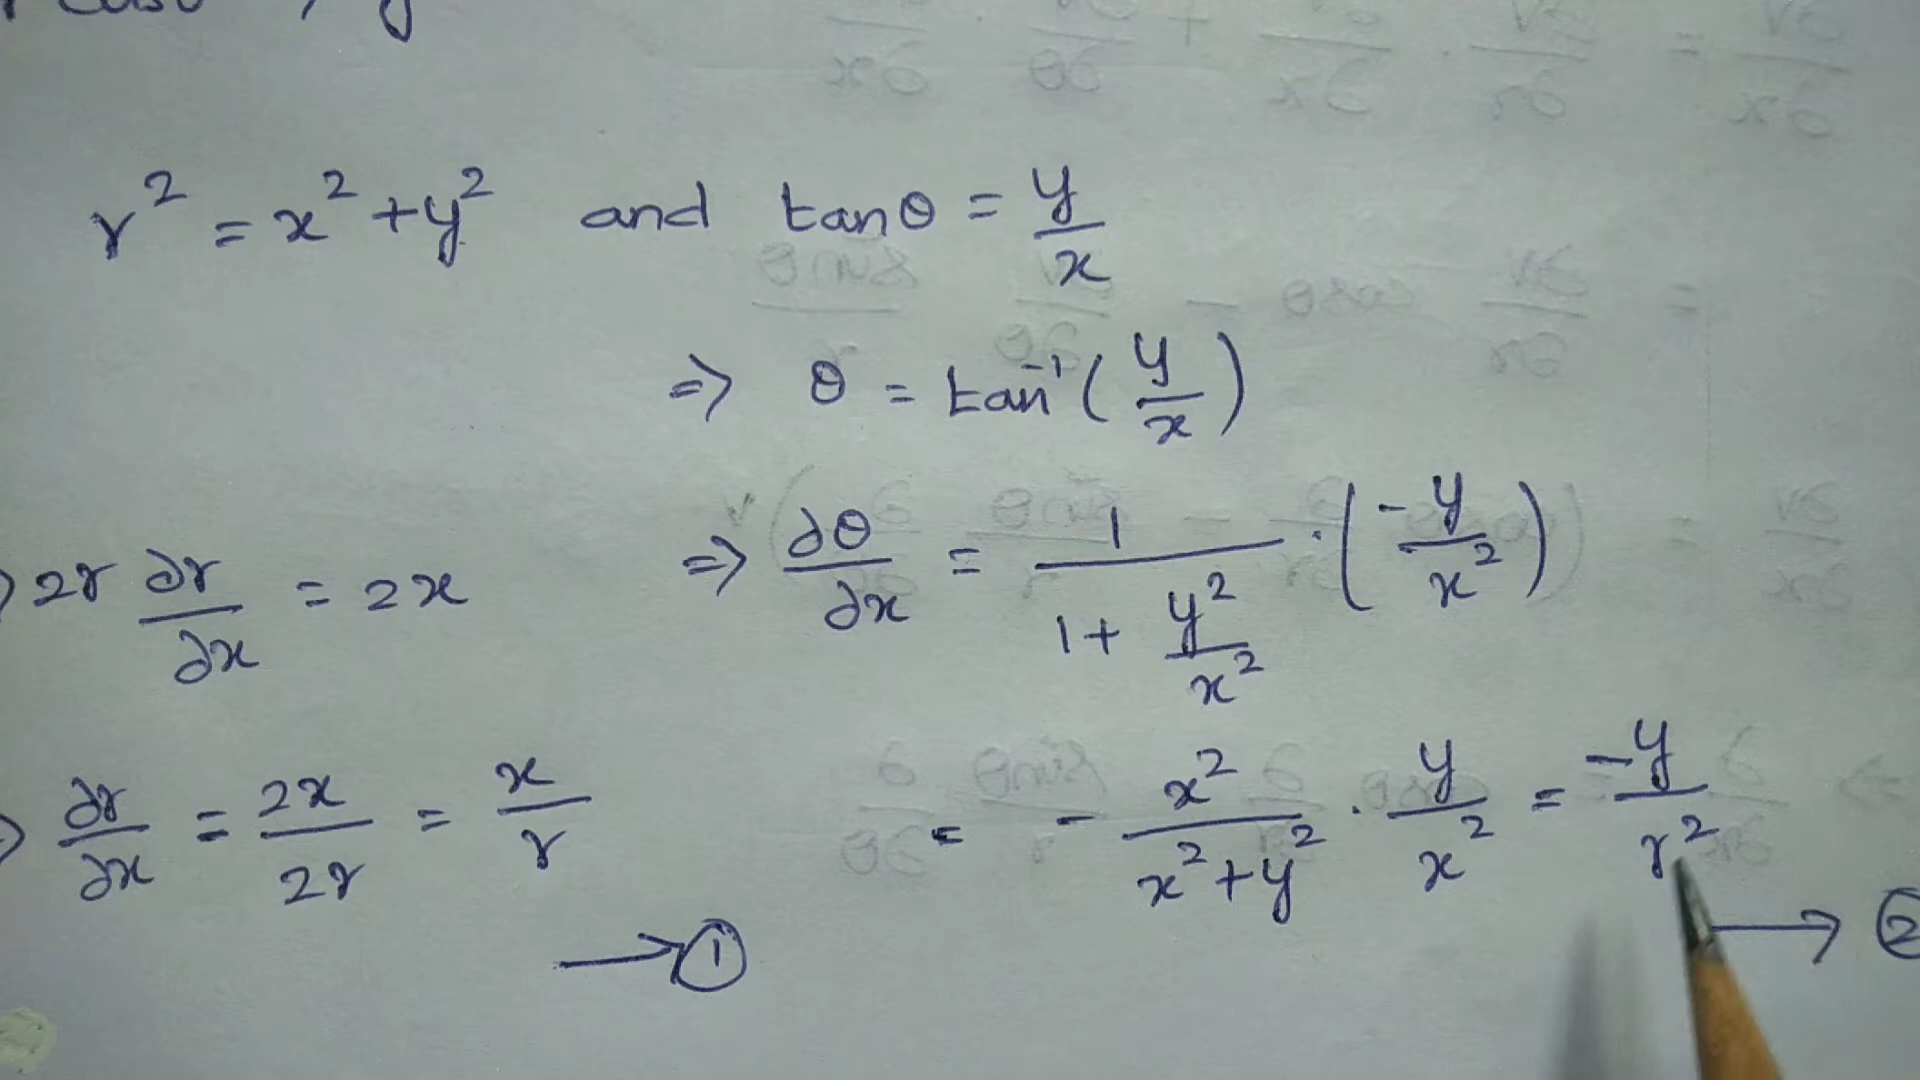 r² = x² + y² and tanθ = y/x
⇒ θ = tan⁻¹(y/x)
2r ∂r/∂x = 2x ⇒ ∂θ/∂x = 1/(1 + y²/x²) · (-y/x²)
∂r/∂x = 2x/2r = x/r = - x²/(x² + y²) · y/x² = -y/r²
→ ① → ②